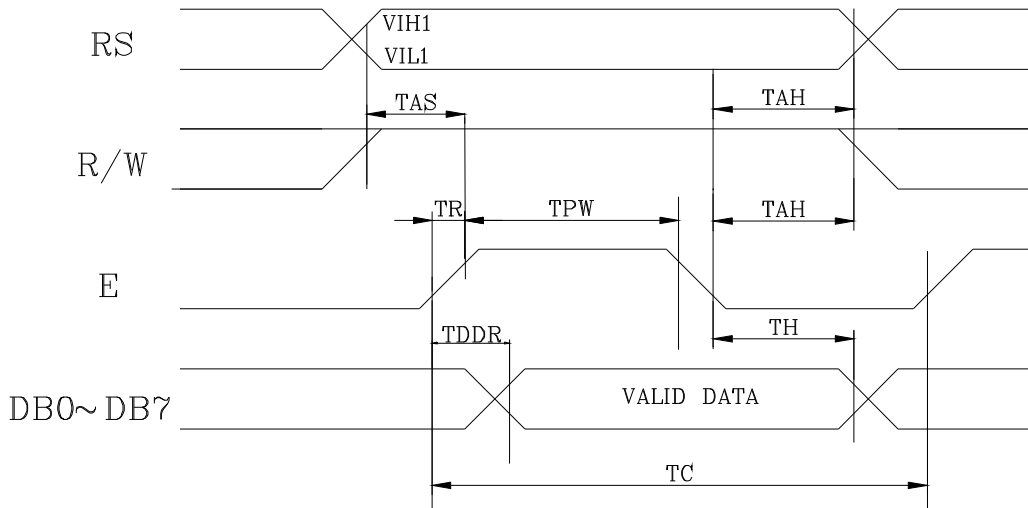 RS
VIH1
VIL1
TAS
TAH
R/W
TR
TPW
TAH
E
TDDR
TH
DB0~DB7
VALID DATA
TC